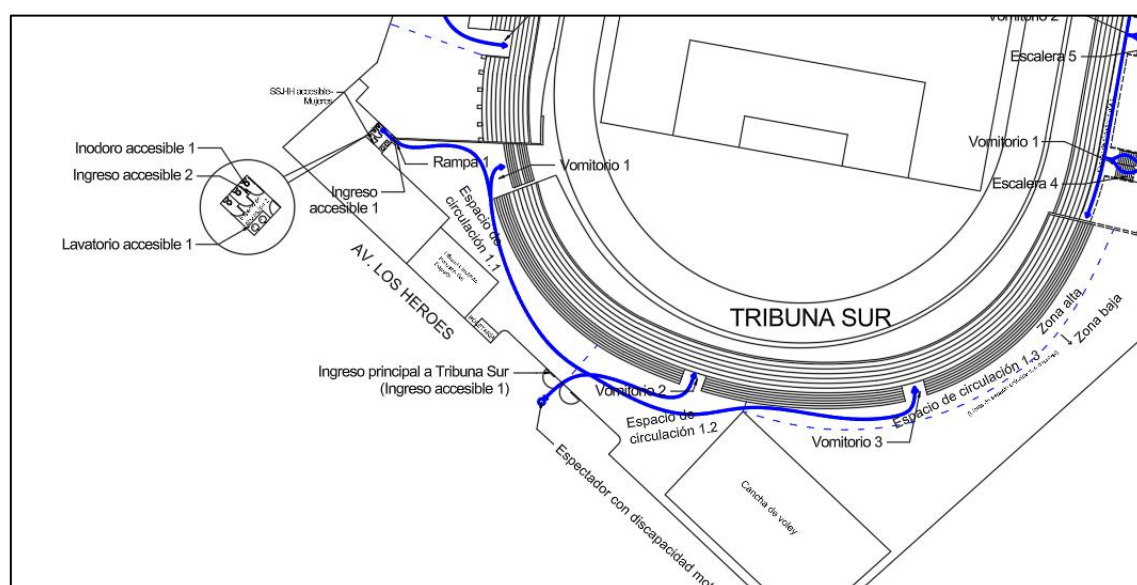 Vomitorio 2
Escalera 5
Vomitorio 1
Escalera 4
SS.HH accesible-
Mujeres
Inodoro accesible 1
Ingreso accesible 2
Lavatorio accesible 1
Rampa 1
Ingreso
accesible 1
Vomitorio 1
Espacio de
circulación 1.1
AV. LOS HEROES
TRIBUNA SUR
Zona alta
Zona baja
Ingreso principal a Tribuna Sur
(Ingreso accesible 1)
Vomitorio 2
Espacio de
circulación 1.2
Espacio de circulación 1.3
Vomitorio 3
Espectador con discapacidad mot
Cancha de voley